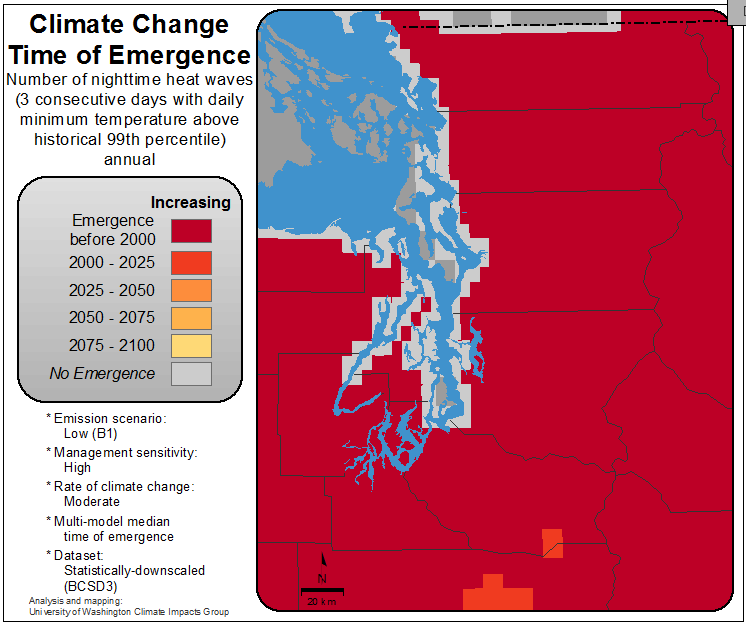 Climate Change
Time of Emergence
Number of nighttime heat waves
(3 consecutive days with daily
minimum temperature above
historical 99th percentile)
annual
Increasing
Emergence
before 2000
2000 - 2025
2025 - 2050
2050 - 2075
2075 - 2100
No Emergence
* Emission scenario:
Low (B1)
* Management sensitivity:
High
* Rate of climate change:
Moderate
* Multi-model median
time of emergence
* Dataset:
Statistically-downscaled
(BCSD3)
Analysis and mapping:
University of Washington Climate Impacts Group
N
20 km